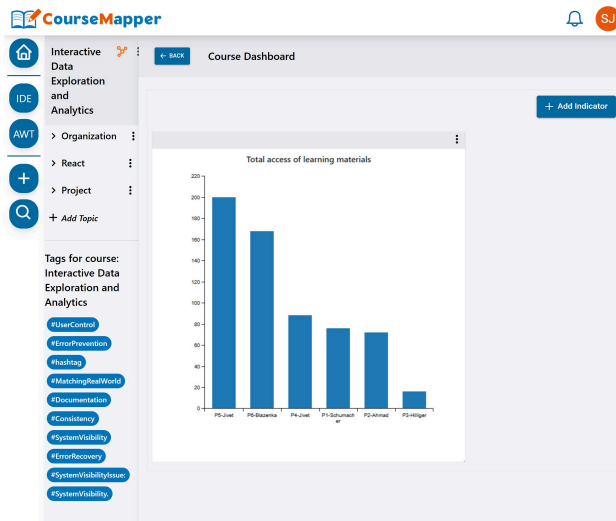 CourseMapper
SJ
IDE
AWT
Interactive
Data
Exploration
and
Analytics
Organization
React
Project
+ Add Topic
Tags for course:
Interactive Data
Exploration and
Analytics
#UserControl
#ErrorPrevention
#hashtag
#MatchingRealWorld
#Documentation
#Consistency
#SystemVisibility
#ErrorRecovery
#SystemVisibilityIssue:
#SystemVisibility.
← BACK
Course Dashboard
+ Add Indicator
Total access of learning materials
220
200
180
160
140
120
100
80
60
40
20
0
P5-Jivet P6-Blazenka P4-Jivet P1-Schumach P2-Ahmad P3-Hilliger
er